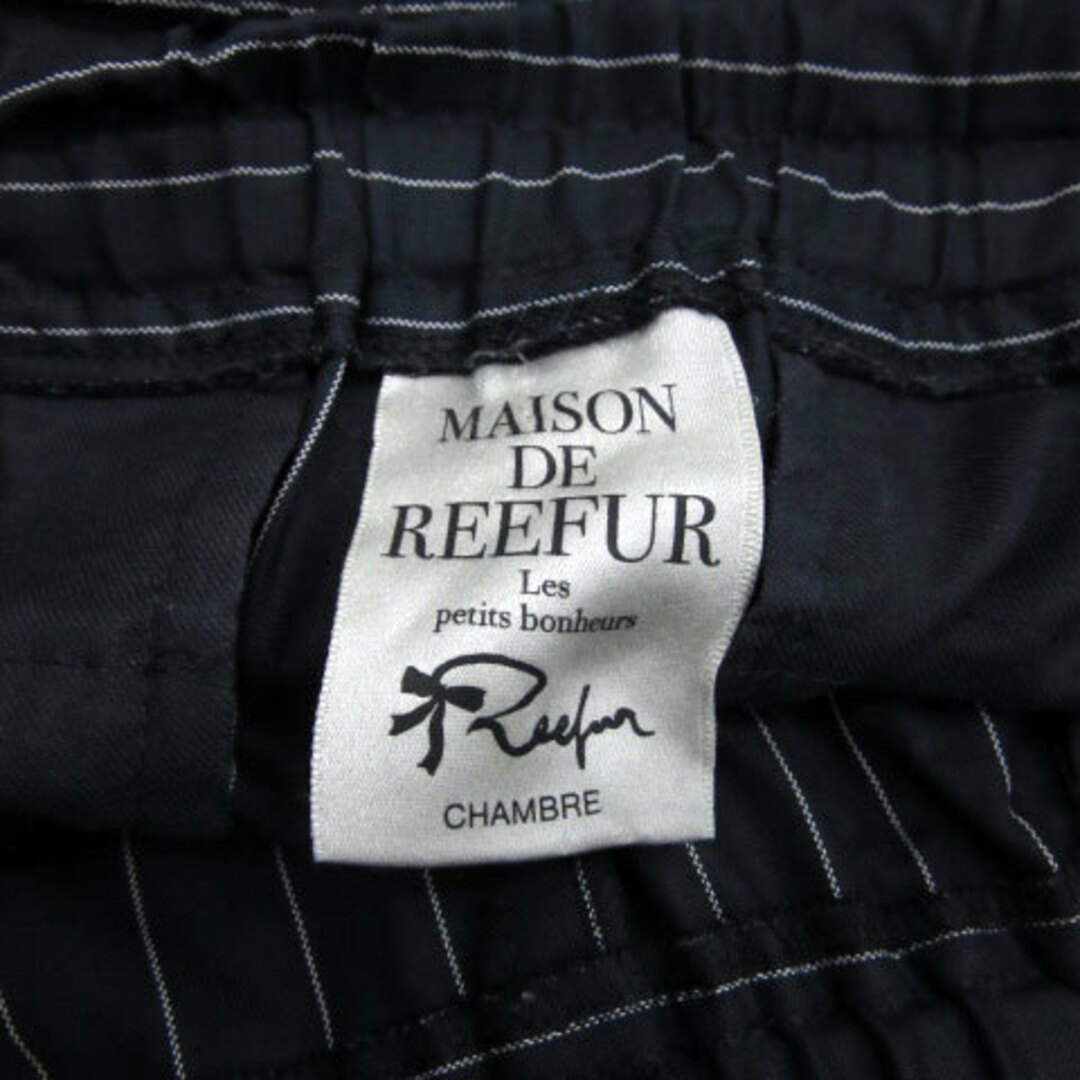 MAISON
DE
REEFUR
Les
petits bonheurs
Reefur
CHAMBRE